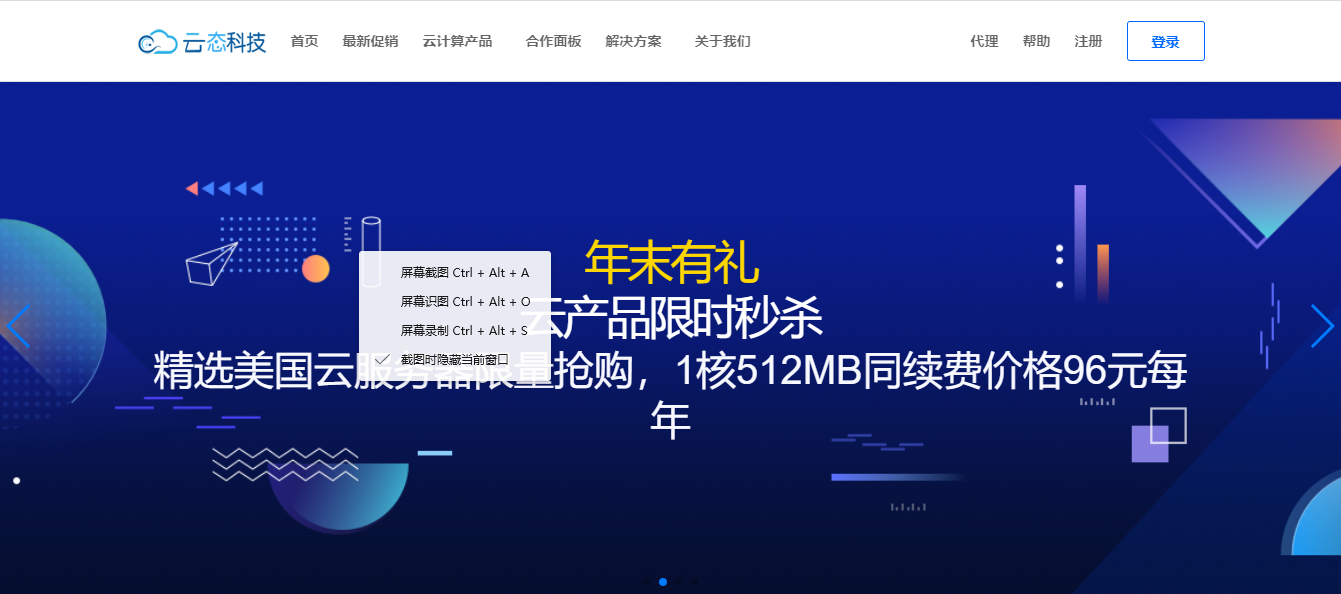 云态科技 首页 最新促销 云计算产品 合作面板 解决方案 关于我们 代理 帮助 注册 登录
年末有礼
屏幕截图 Ctrl + Alt + A
屏幕识图 Ctrl + Alt + O
屏幕录制 Ctrl + Alt + S
截图时隐藏当前窗口
云产品限时秒杀
精选美国云服务器限量抢购，1核512MB同续费价格96元每
年